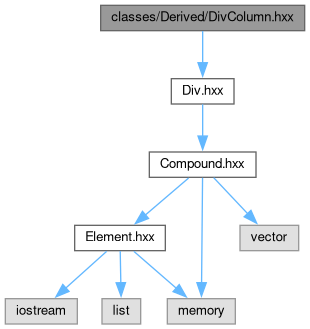 classes/Derived/DivColumn.hxx
Div.hxx
Compound.hxx
Element.hxx
vector
iostream
list
memory